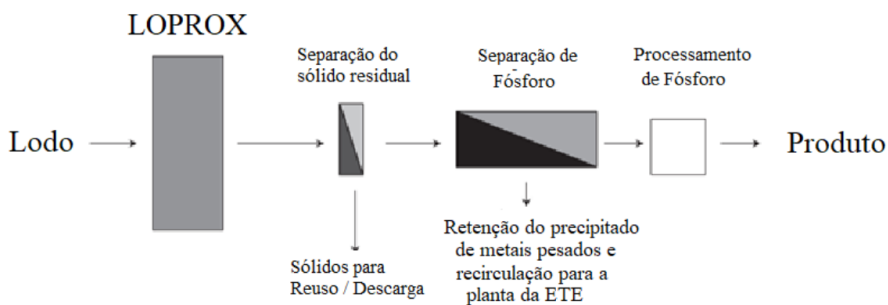 LOPROX
Separação do
sólido residual
Separação de
Fósforo
Processamento
de Fósforo
Lodo
Produto
Sólidos para
Reuso / Descarga
Retenção do precipitado
de metais pesados e
recirculação para a
planta da ETE